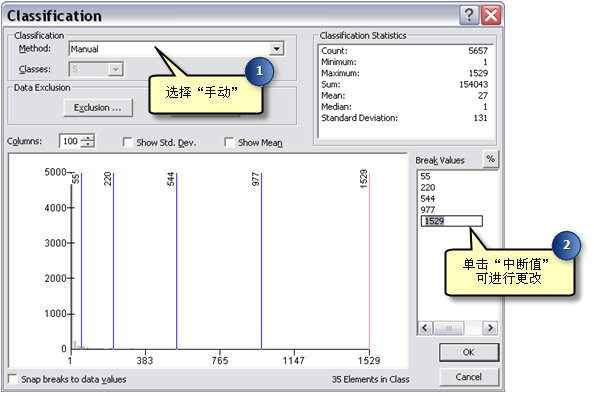 Classification
Classification
Method:
Manual
Classes:
5
Data Exclusion
Exclusion ...
1
选择“手动”
Classification Statistics
Count: 5657
Minimum: 1
Maximum: 1529
Sum: 154043
Mean: 27
Median: 1
Standard Deviation: 131
Columns:
100
Show Std. Dev.
Show Mean
Break Values
%
55
220
544
977
1529
2
单击“中断值”
可进行更改
5000
4000
3000
2000
1000
0
55
220
544
977
1529
1
383
765
1147
1529
OK
Cancel
Snap breaks to data values
35 Elements in Class